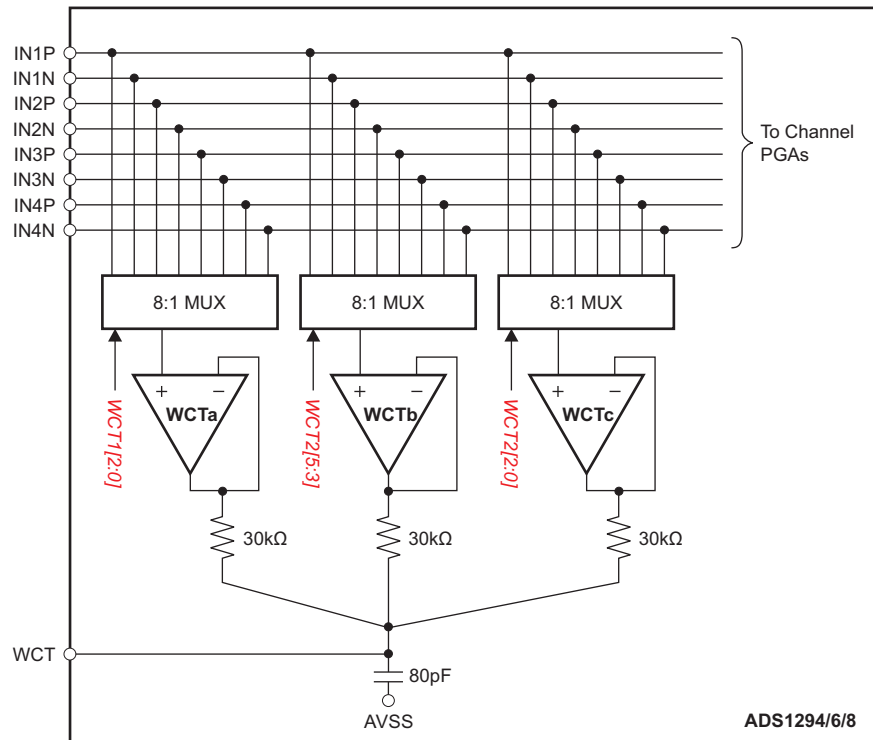 IN1P
IN1N
IN2P
IN2N
IN3P
IN3N
IN4P
IN4N
To Channel
PGAs
8:1 MUX
8:1 MUX
8:1 MUX
+ −
WCTa
+ −
WCTb
+ −
WCTc
WCT1[2:0]
WCT2[5:3]
WCT2[2:0]
30kΩ
30kΩ
30kΩ
WCT
80pF
AVSS
ADS1294/6/8